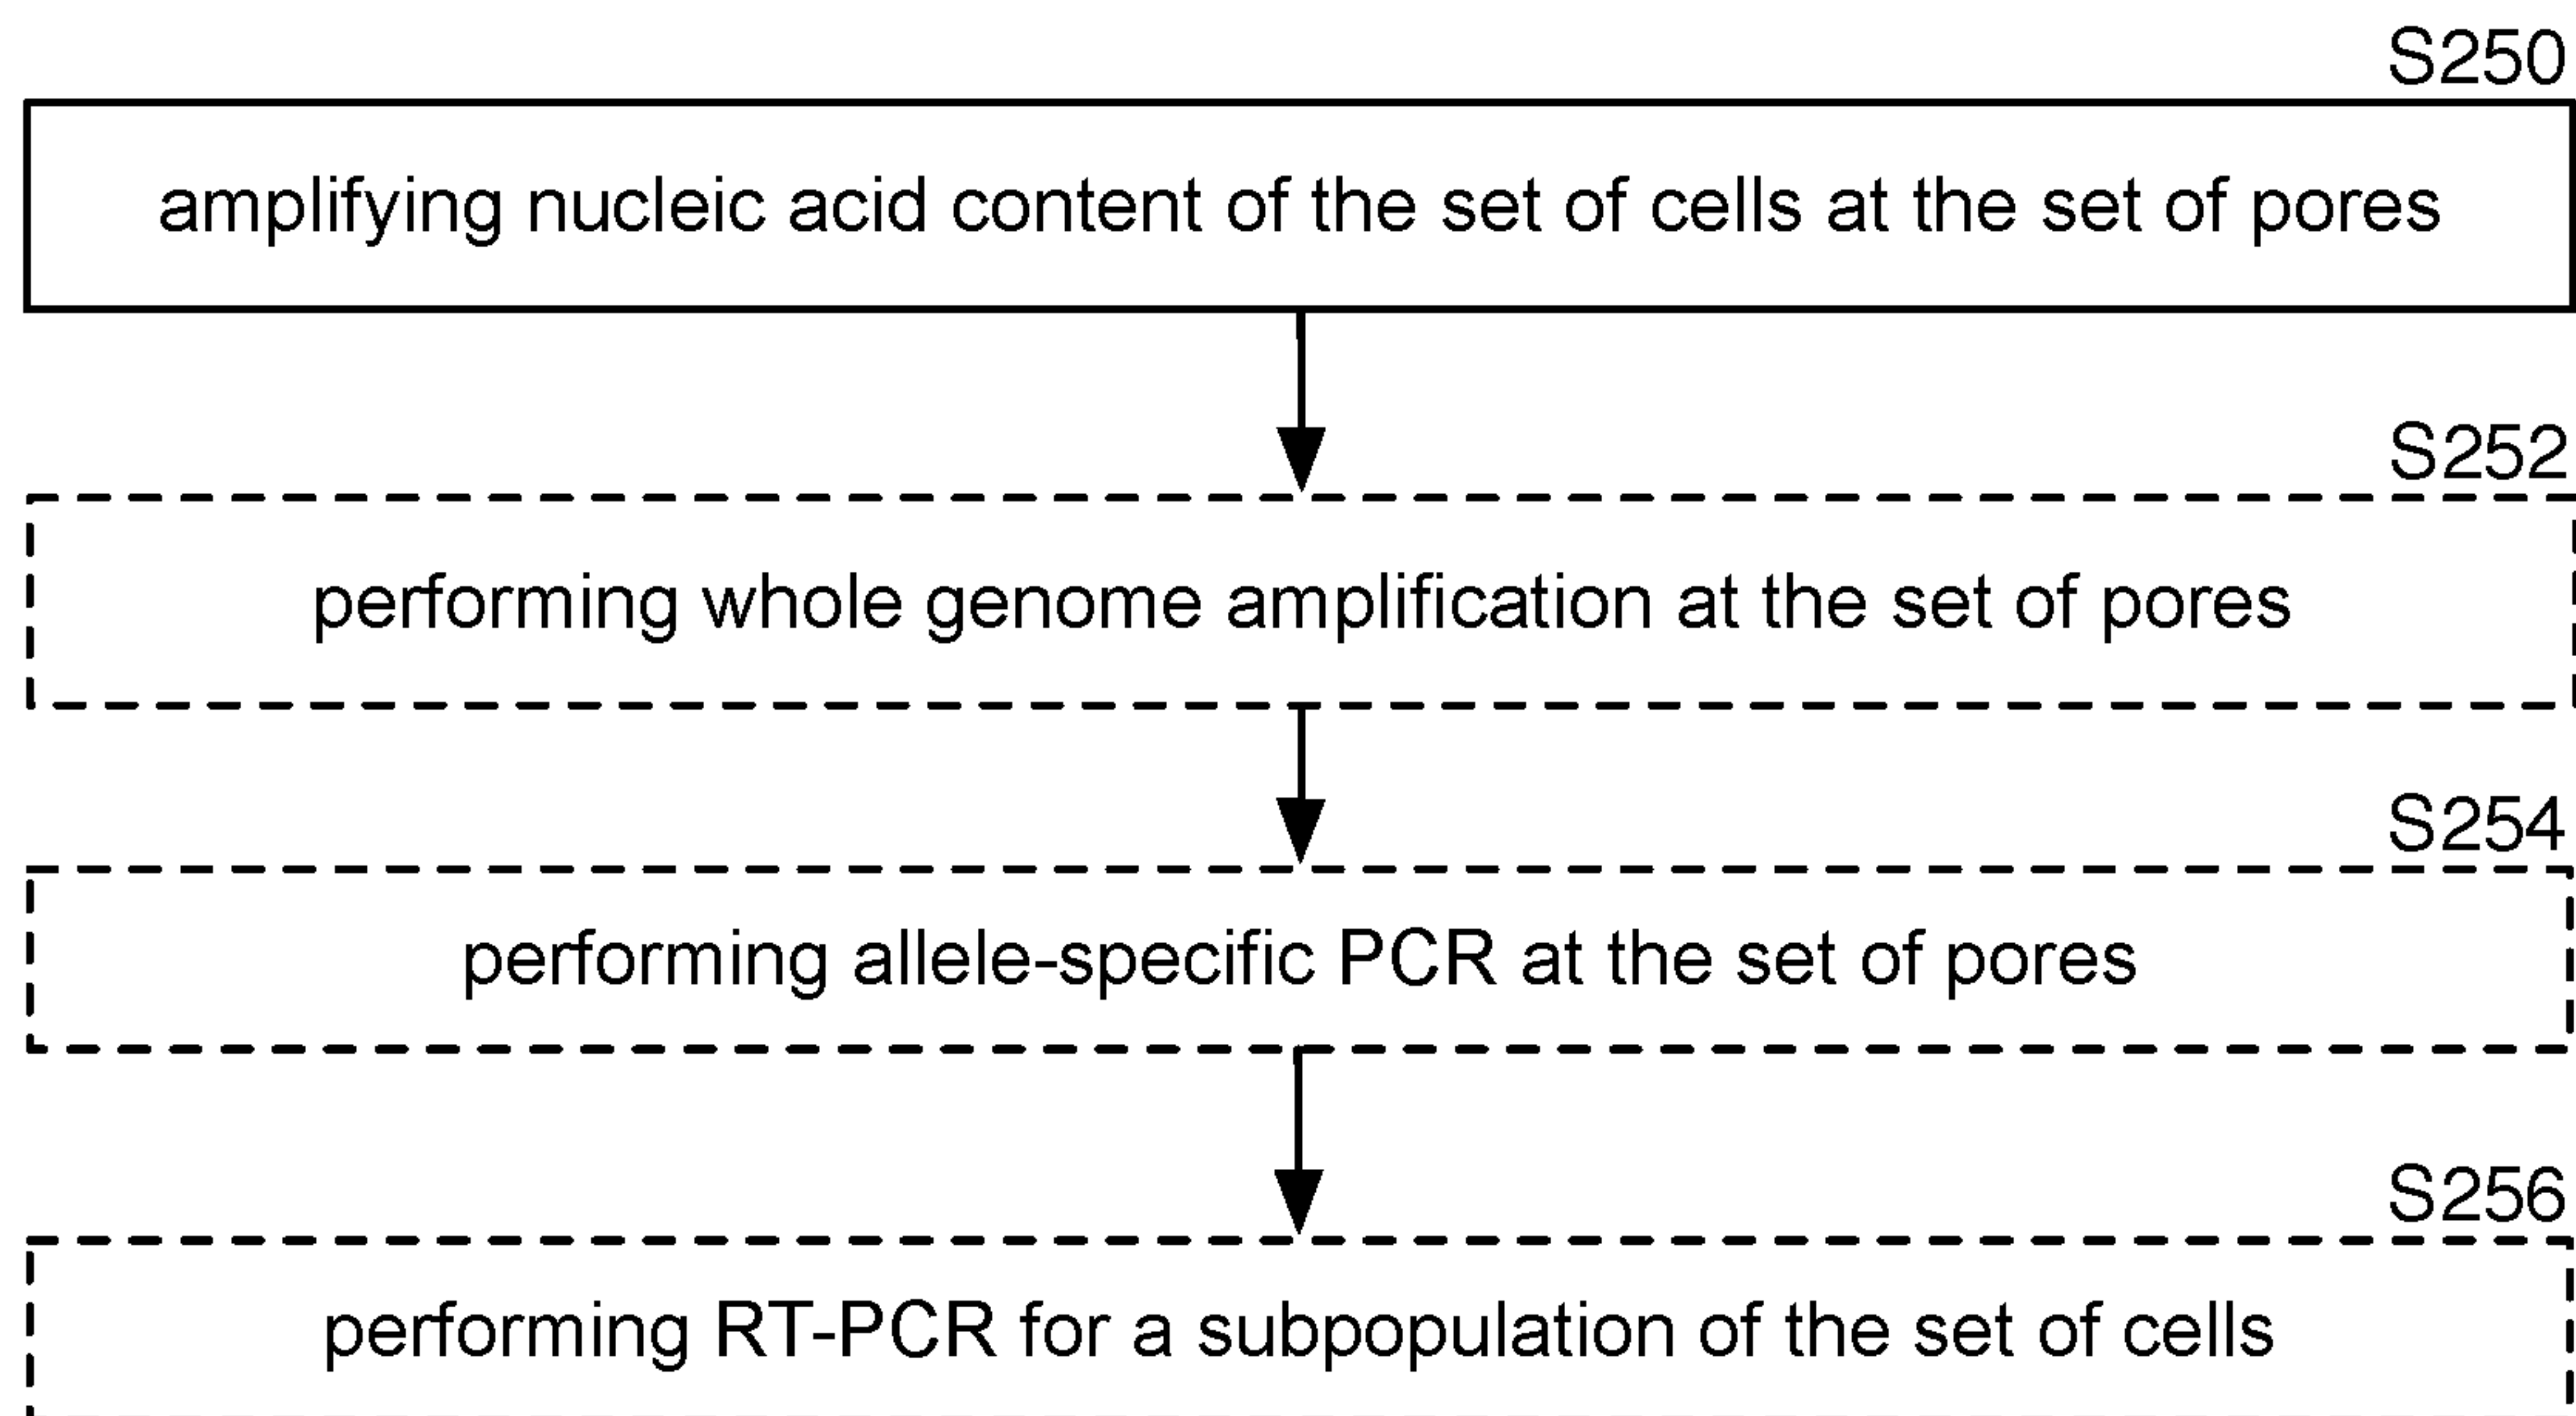 S250
amplifying nucleic acid content of the set of cells at the set of pores
S252
performing whole genome amplification at the set of pores
S254
performing allele-specific PCR at the set of pores
S256
performing RT-PCR for a subpopulation of the set of cells